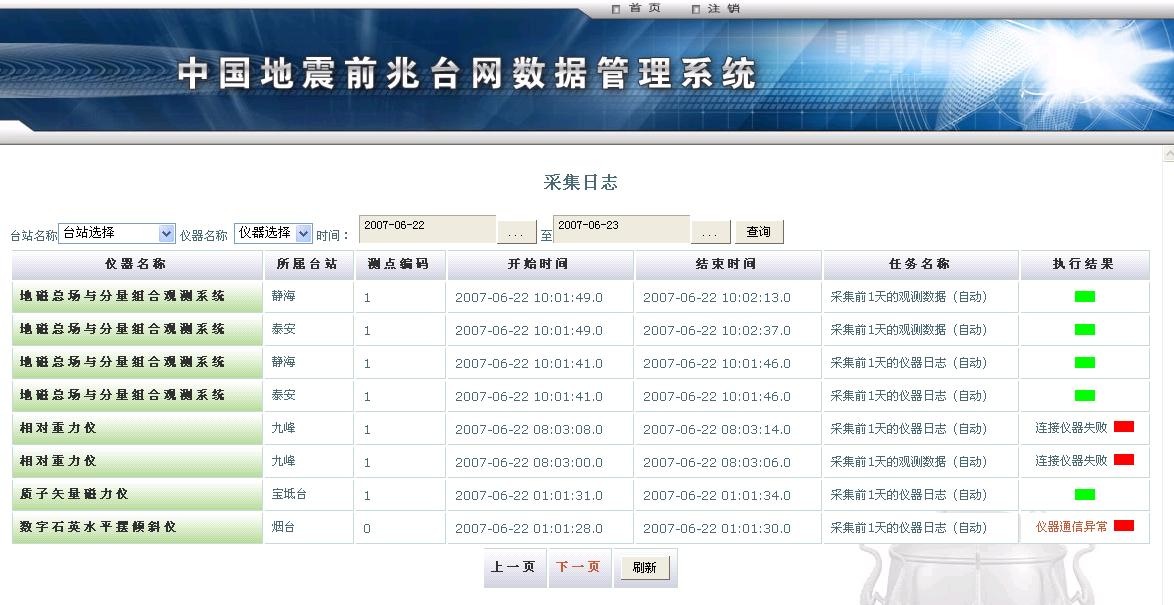 首页 注销
中国地震前兆台网数据管理系统
采集日志
台站名称 台站选择 仪器名称 仪器选择 时间： 2007-06-22 ... 至 2007-06-23 ... 查询
仪器名称 所属台站 测点编码 开始时间 结束时间 任务名称 执行结果
地磁总场与分量组合观测系统 静海 1 2007-06-22 10:01:49.0 2007-06-22 10:02:13.0 采集前1天的观测数据（自动）
地磁总场与分量组合观测系统 泰安 1 2007-06-22 10:01:49.0 2007-06-22 10:02:37.0 采集前1天的观测数据（自动）
地磁总场与分量组合观测系统 静海 1 2007-06-22 10:01:41.0 2007-06-22 10:01:46.0 采集前1天的仪器日志（自动）
地磁总场与分量组合观测系统 泰安 1 2007-06-22 10:01:41.0 2007-06-22 10:01:46.0 采集前1天的仪器日志（自动）
相对重力仪 九峰 1 2007-06-22 08:03:08.0 2007-06-22 08:03:14.0 采集前1天的仪器日志（自动） 连接仪器失败
相对重力仪 九峰 1 2007-06-22 08:03:00.0 2007-06-22 08:03:06.0 采集前1天的观测数据（自动） 连接仪器失败
质子矢量磁力仪 宝坻台 1 2007-06-22 01:01:31.0 2007-06-22 01:01:34.0 采集前1天的仪器日志（自动）
数字石英水平摆倾斜仪 烟台 0 2007-06-22 01:01:28.0 2007-06-22 01:01:30.0 采集前1天的仪器日志（自动） 仪器通信异常
上一页 下一页 刷新